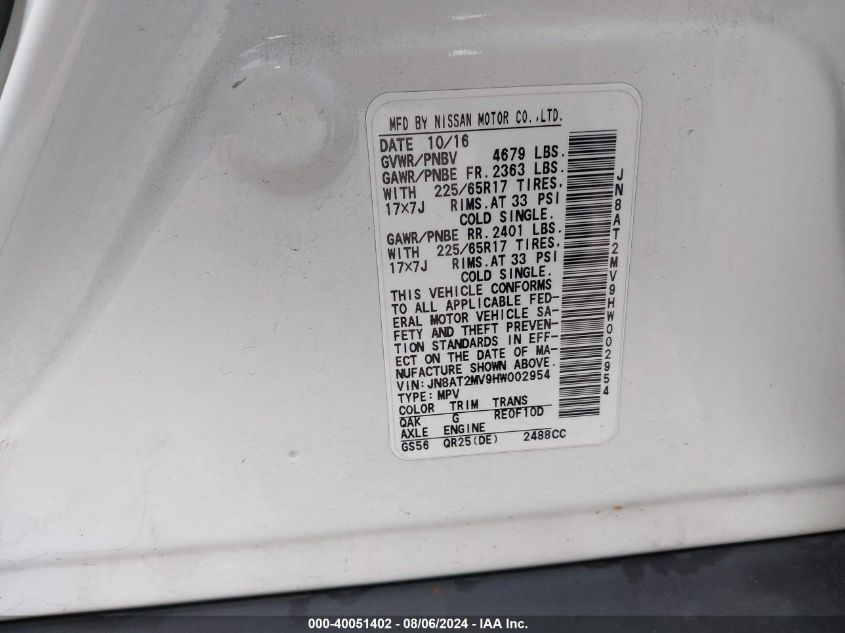 MFD BY NISSAN MOTOR CO.,LTD.
DATE 10/16
GVWR/PNBV 4679 LBS.
GAWR/PNBE FR. 2363 LBS.
WITH 225/65R17 TIRES,
17×7J RIMS.AT 33 PSI
COLD SINGLE.
GAWR/PNBE RR. 2401 LBS.
WITH 225/65R17 TIRES,
17×7J RIMS.AT 33 PSI
COLD SINGLE.
THIS VEHICLE CONFORMS
TO ALL APPLICABLE FED-
ERAL MOTOR VEHICLE SA-
FETY AND THEFT PREVEN-
TION STANDARDS IN EFF-
ECT ON THE DATE OF MA-
NUFACTURE SHOWN ABOVE.
VIN: JN8AT2MV9HW002954
TYPE: MPV
COLOR TRIM TRANS
QAK G RE0F10D
AXLE ENGINE
GS56 QR25(DE) 2488CC
JN8AT2MV9HW002954
000-40051402 - 08/06/2024 - IAA Inc.